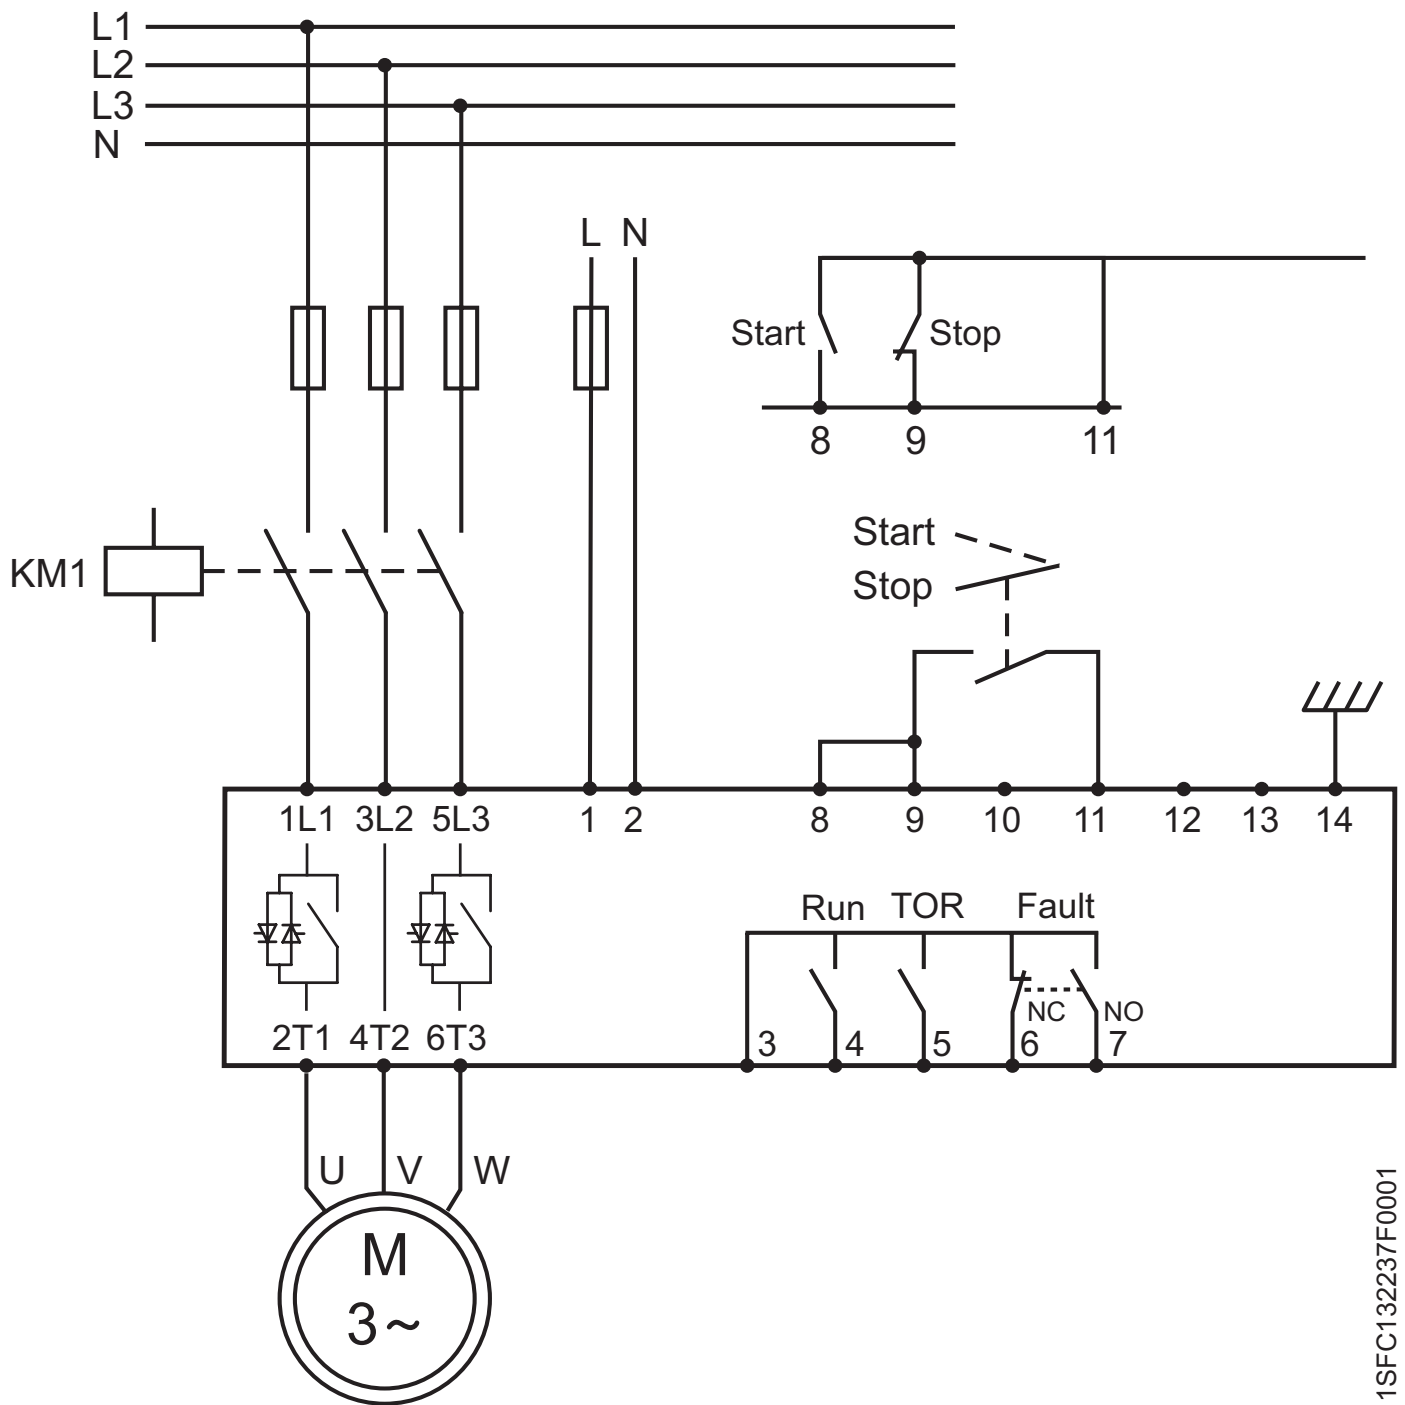 L1
L2
L3
N
L N
Start Stop
8 9 11
Start
Stop
KM1
1L1 3L2 5L3 1 2 8 9 10 11 12 13 14
Run TOR Fault
NC NO
2T1 4T2 6T3 3 4 5 6 7
U V W
M
3~
1SFC132237F0001